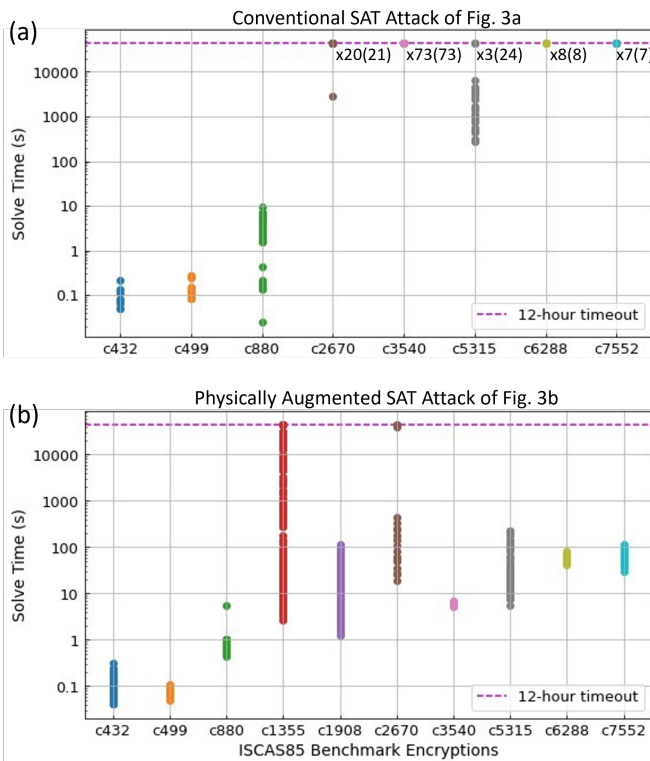 (a)
Conventional SAT Attack of Fig. 3a
10000
1000
100
10
1
0.1
Solve Time (s)
x20(21) x73(73) x3(24) x8(8) x7(7)
12-hour timeout
c432 c499 c880 c2670 c3540 c5315 c6288 c7552
(b)
Physically Augmented SAT Attack of Fig. 3b
10000
1000
100
10
1
0.1
Solve Time (s)
12-hour timeout
c432 c499 c880 c1355 c1908 c2670 c3540 c5315 c6288 c7552
ISCAS85 Benchmark Encryptions